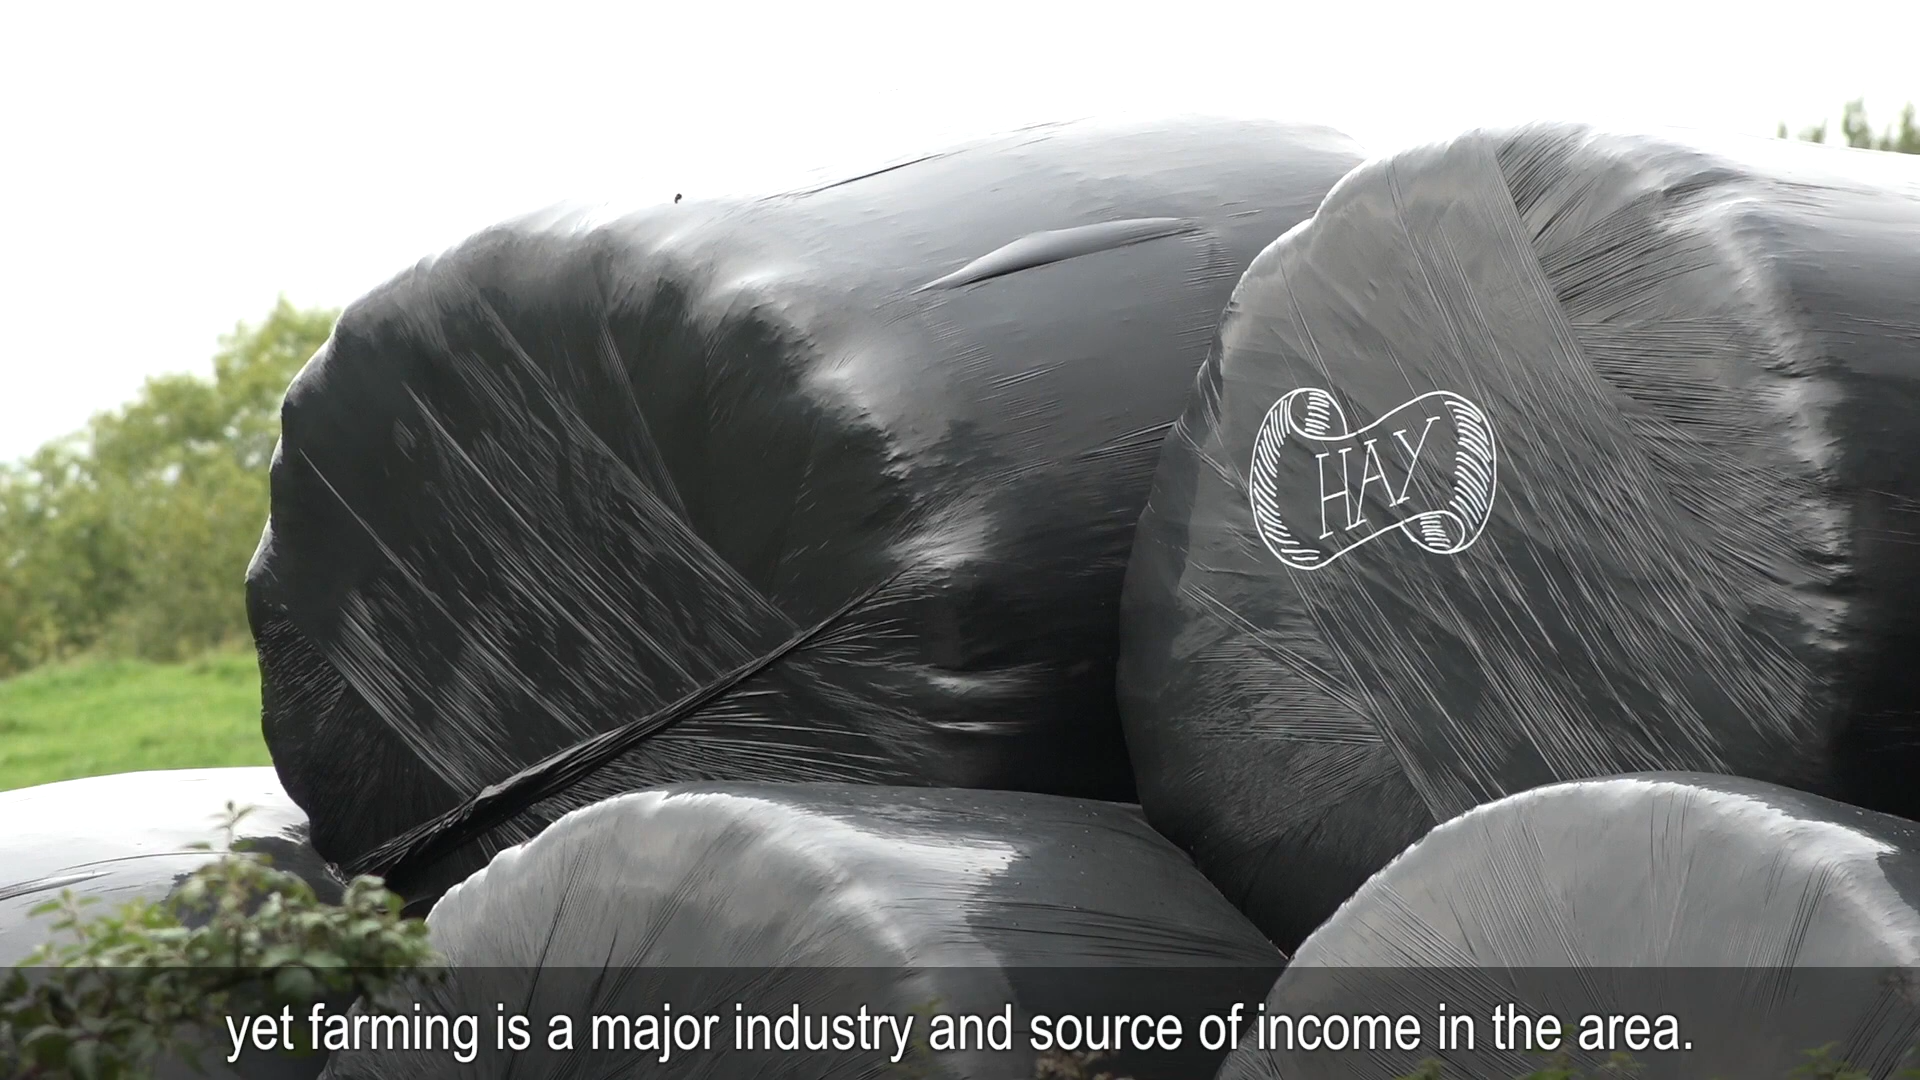 HAY
yet farming is a major industry and source of income in the area.